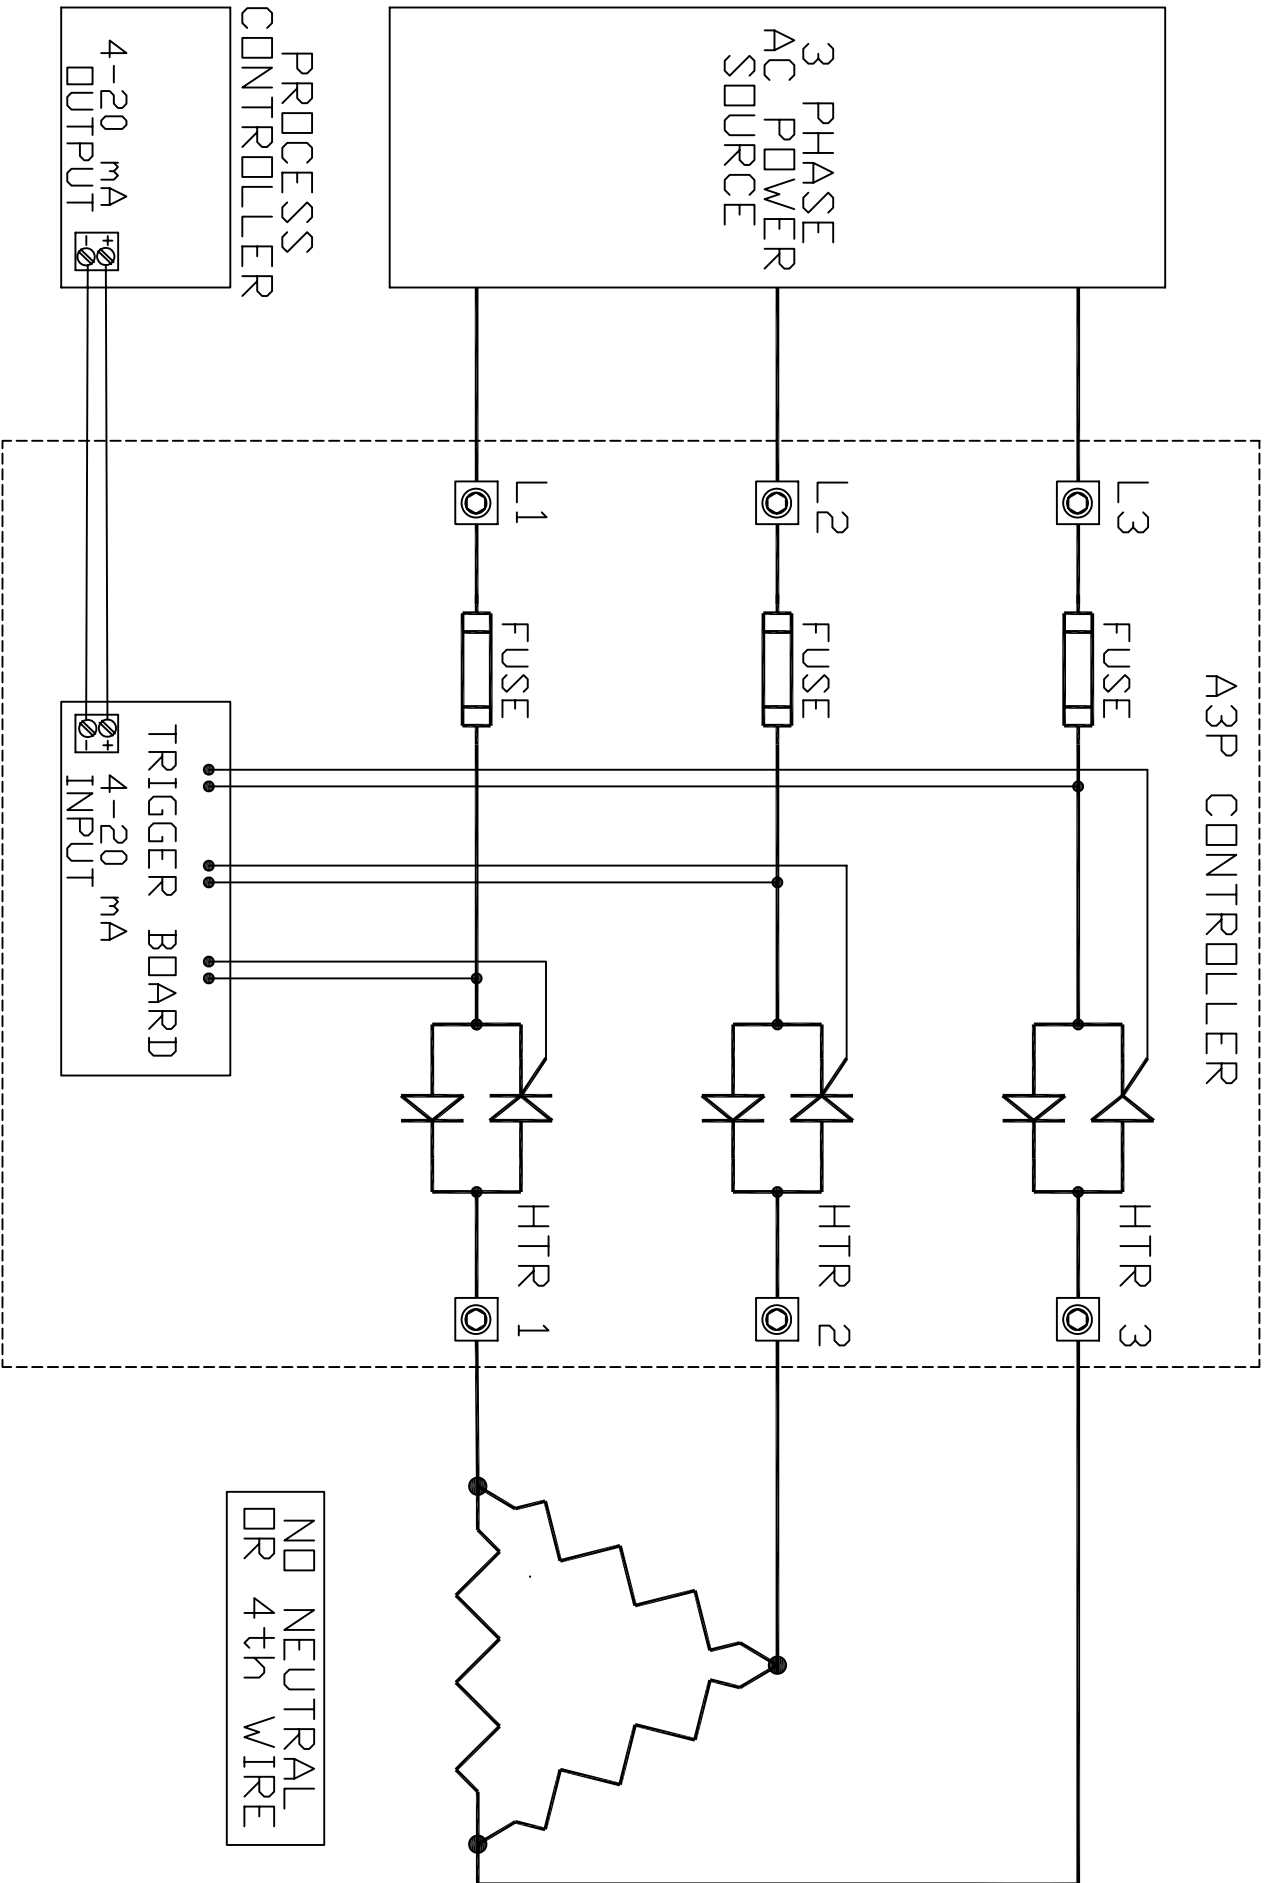 A3P CONTROLLER
3 PHASE
AC POWER
SOURCE
L3
FUSE
HTR 3
L2
FUSE
HTR 2
L1
FUSE
HTR 1
PROCESS
CONTROLLER
4-20 mA
OUTPUT
+
-
TRIGGER BOARD
+
-
4-20 mA
INPUT
NO NEUTRAL
OR 4th WIRE